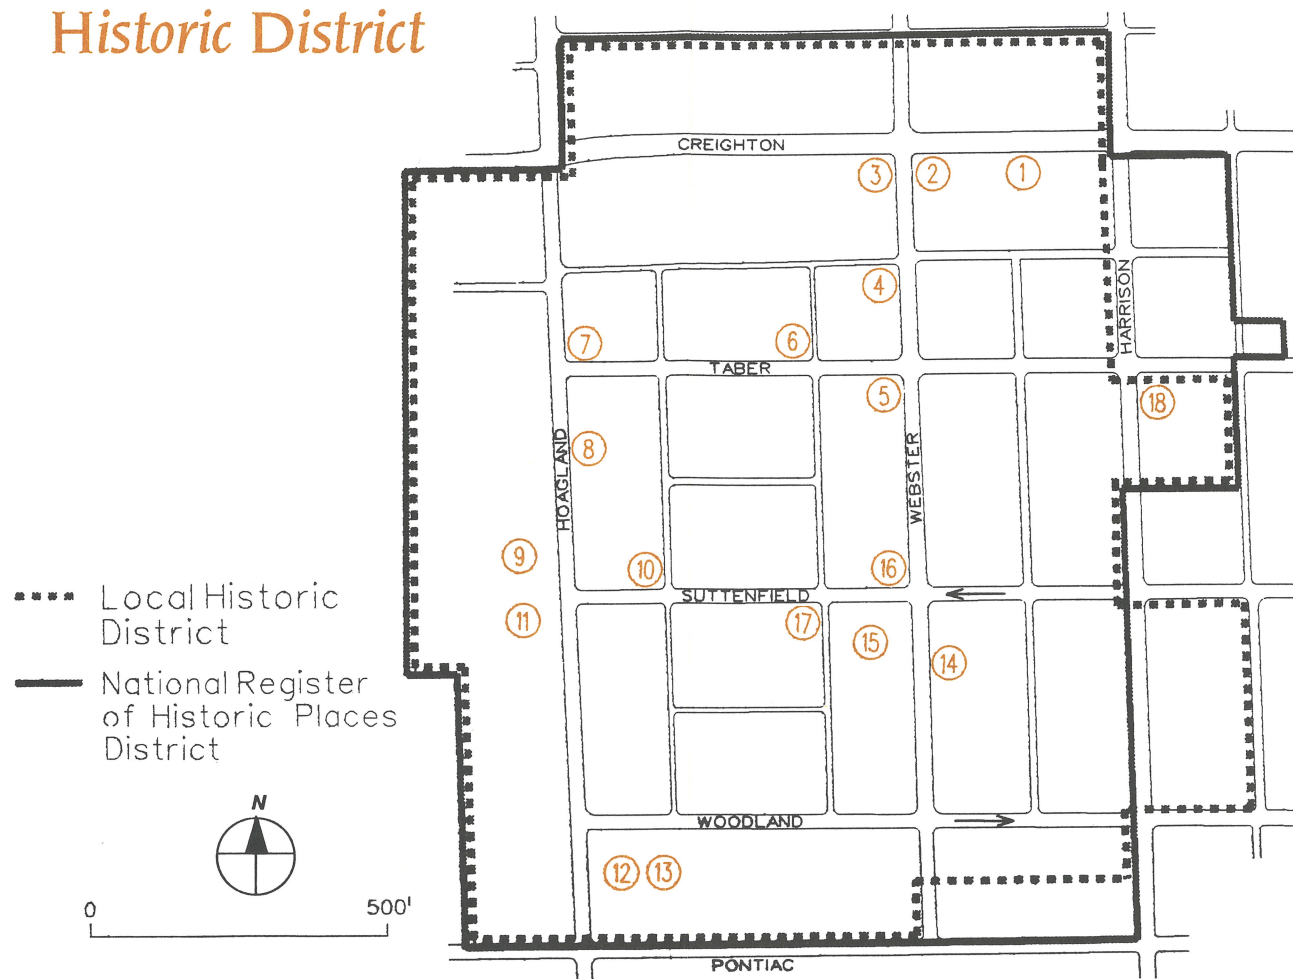 Historic District
CREIGHTON
3
2
1
HARRISON
4
7
6
TABER
5
18
8
HOAGLAND
WEBSTER
9
10
16
SUTTENFIELD
11
17
15
14
Local Historic
District
National Register
of Historic Places
District
N
WOODLAND
12
13
0
500'
PONTIAC